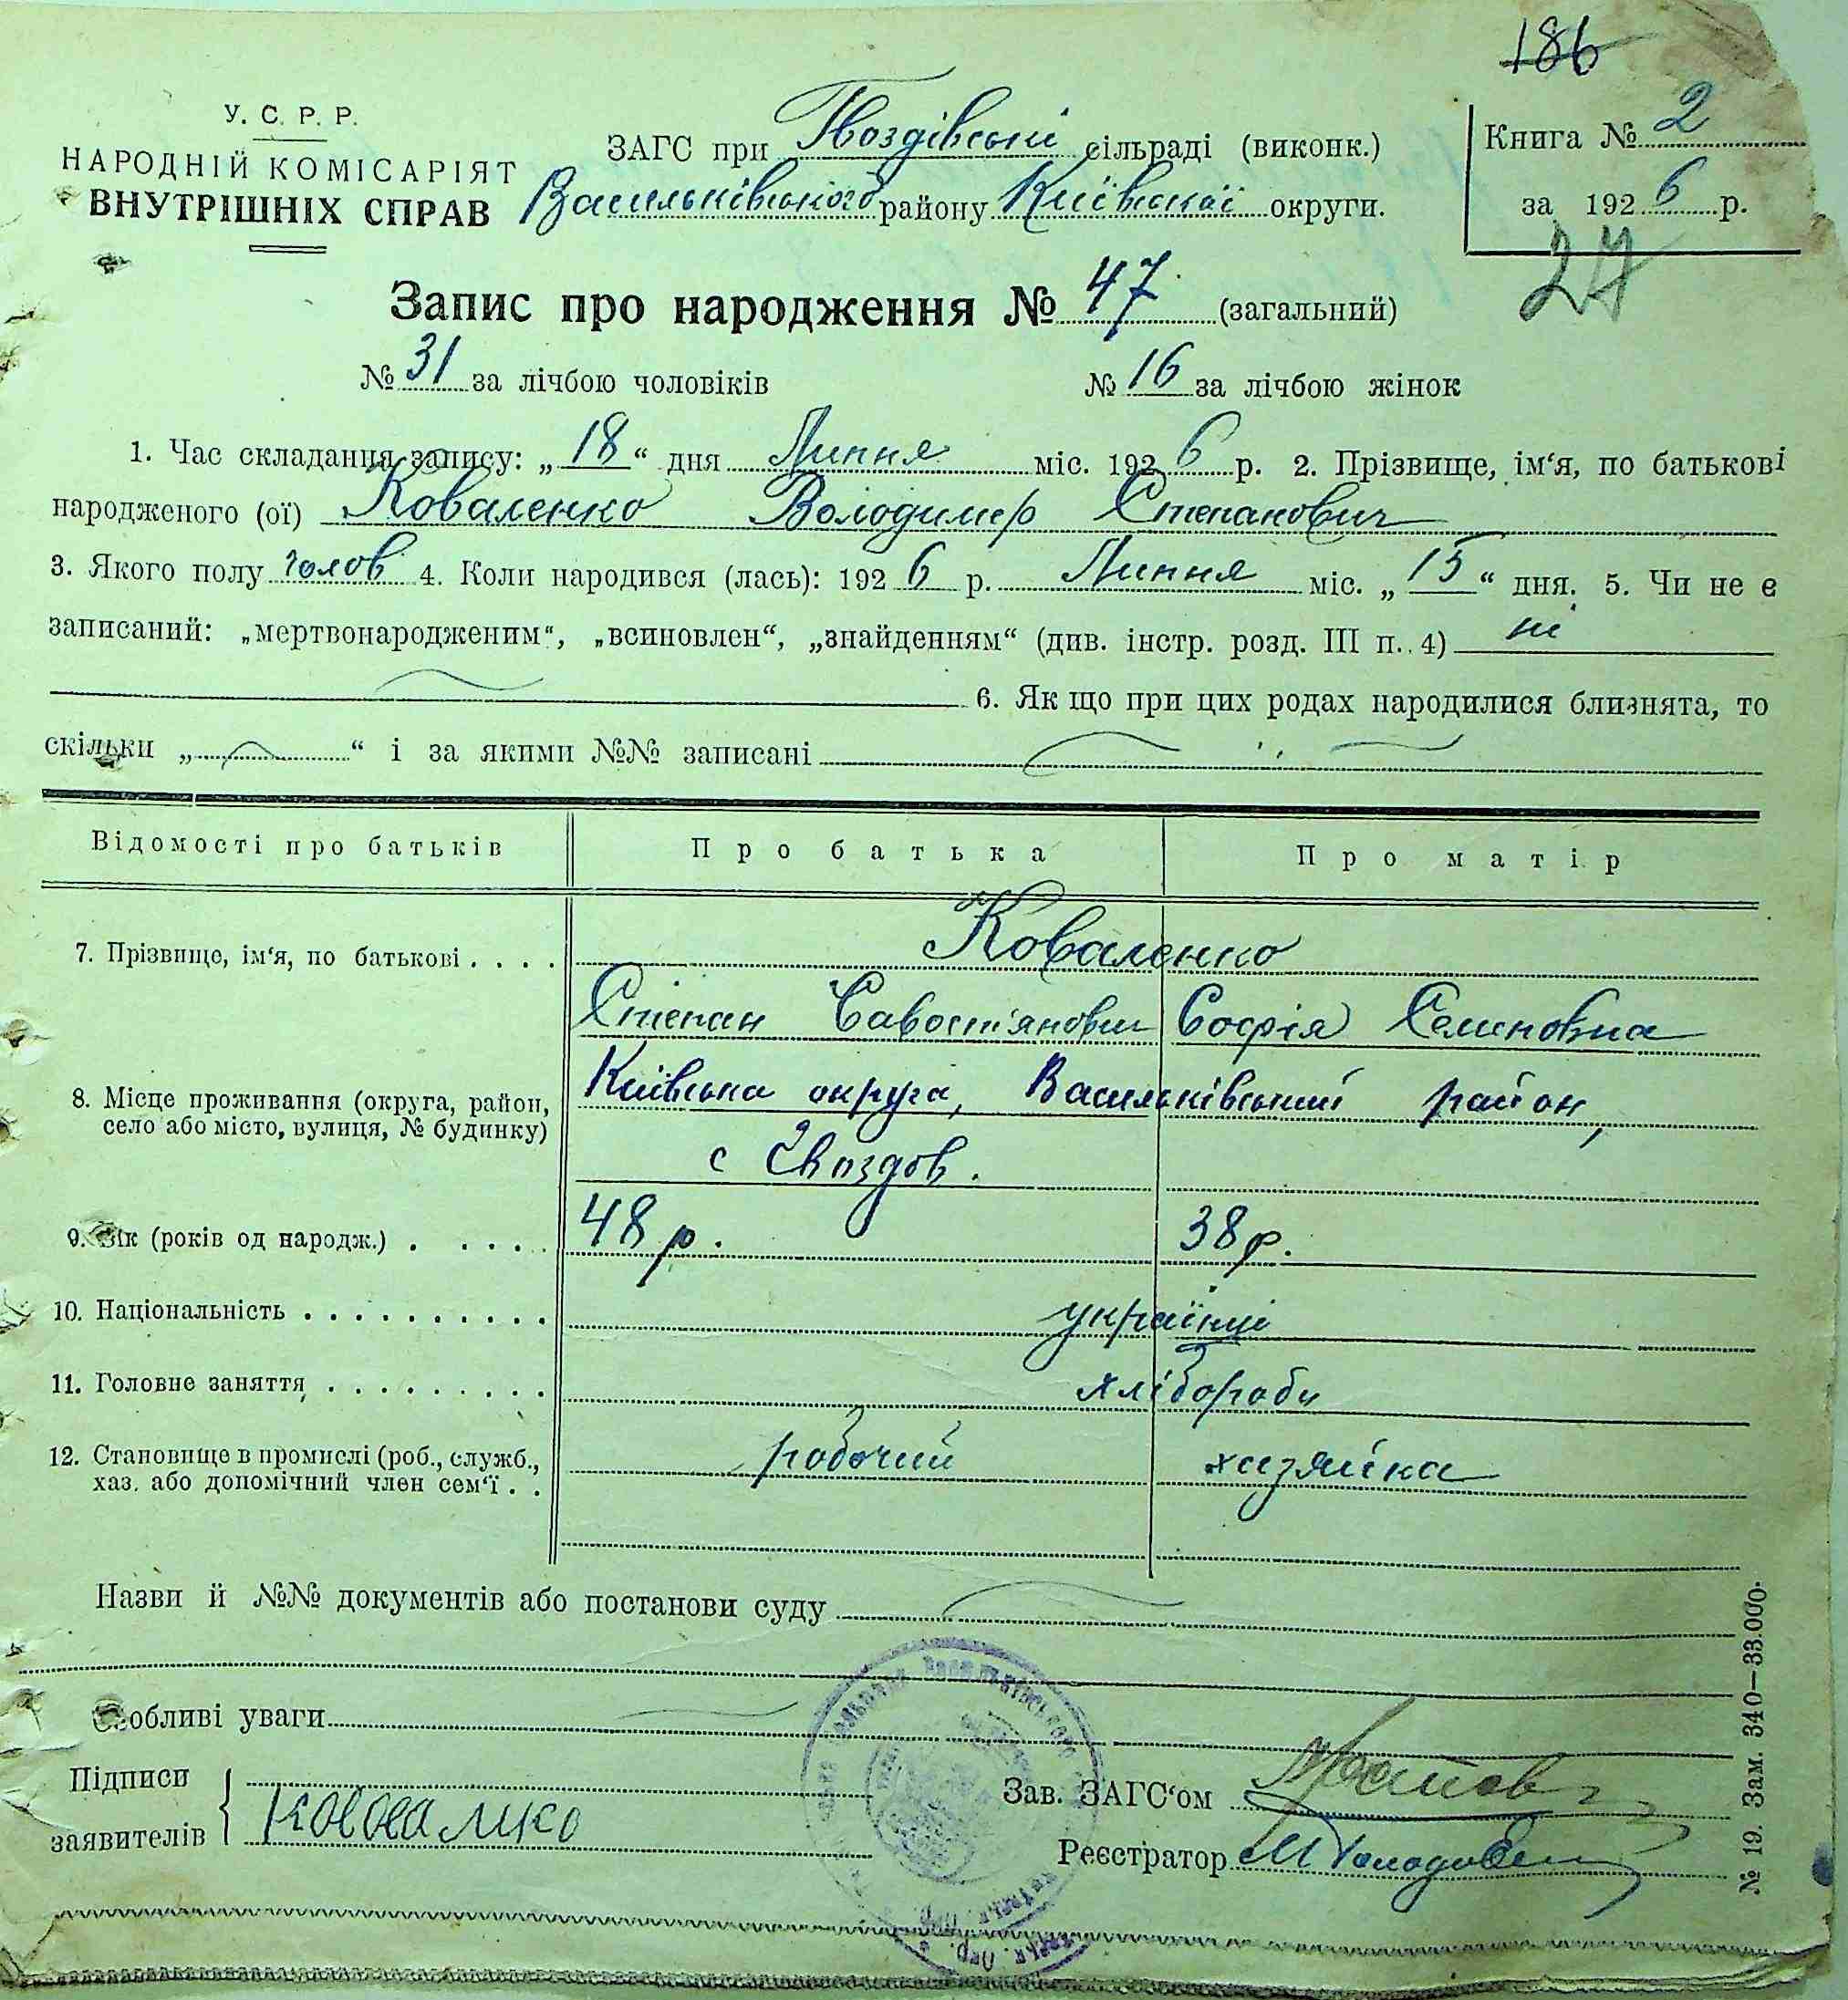 186
У. С. Р. Р.
НАРОДНІЙ КОМІСАРІЯТ
ВНУТРІШНІХ СПРАВ
ЗАГС при Гвоздівській сільраді (виконк.)
Васильківського району Київської округи.
Книга № 2
за 1926 р.
27
Запис про народження № 47 (загальний)
№ 31 за лічбою чоловіків № 16 за лічбою жінок
1. Час складання запису: „18“ дня Липня міс. 1926 р. 2. Прізвище, ім‘я, по батькові
народженого (ої) Коваленко Володимер Степанович
3. Якого полу чолов 4. Коли народився (лась): 1926 р. Липня міс. „15“ дня. 5. Чи не є
записаний: „мертвонародженим“, „всиновлен“, „знайденням“ (див. інстр. розд. III п. 4) ні
6. Як що при цих родах народилися близнята, то
скільки „ “ і за якими №№ записані
Відомості про батьків Про батька Про матір
7. Прізвище, ім‘я, по батькові . . . . Коваленко
Степан Савост'янович Софія Семиновна
8. Місце проживання (округа, район, Київська округа, Васильківський район,
село або місто, вулиця, № будинку)
с Гвоздов.
9. Вік (років од народж.) . . . . . 48 р. 38 р.
10. Національність . . . . . . . . . . українці
11. Головне заняття . . . . . . . . . хлібороби
12. Становище в промислі (роб., служб., робочий хазяйка
хаз. або допомічний член сем‘ї . .
Назви й №№ документів або постанови суду
Особливі уваги
Підписи
заявителів
Коваленко
Зав. ЗАГС‘ом
Реєстратор
№ 19. Зам. 340—33.000.